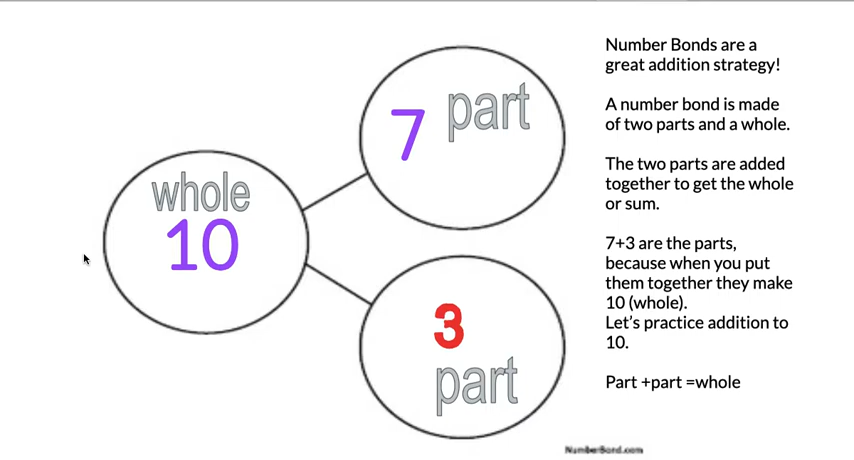 whole
10
7 part
3
part
Number Bonds are a
great addition strategy!
A number bond is made
of two parts and a whole.
The two parts are added
together to get the whole
or sum.
7+3 are the parts,
because when you put
them together they make
10 (whole).
Let's practice addition to
10.
Part +part =whole
NumberBond.com